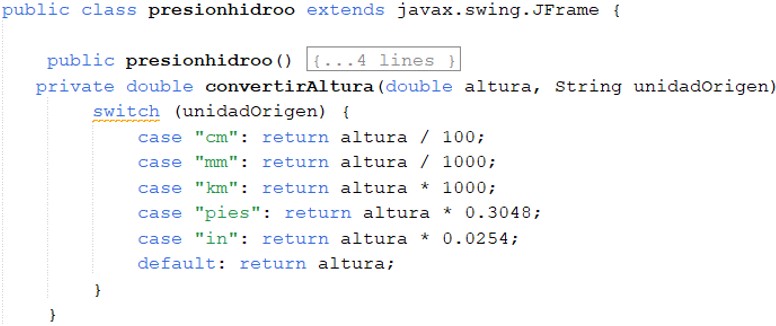 public class presionhidroo extends javax.swing.JFrame {
public presionhidroo() {...4 lines }
private double convertirAltura(double altura, String unidadOrigen)
switch (unidadOrigen) {
case "cm": return altura / 100;
case "mm": return altura / 1000;
case "km": return altura * 1000;
case "pies": return altura * 0.3048;
case "in": return altura * 0.0254;
default: return altura;
}
}